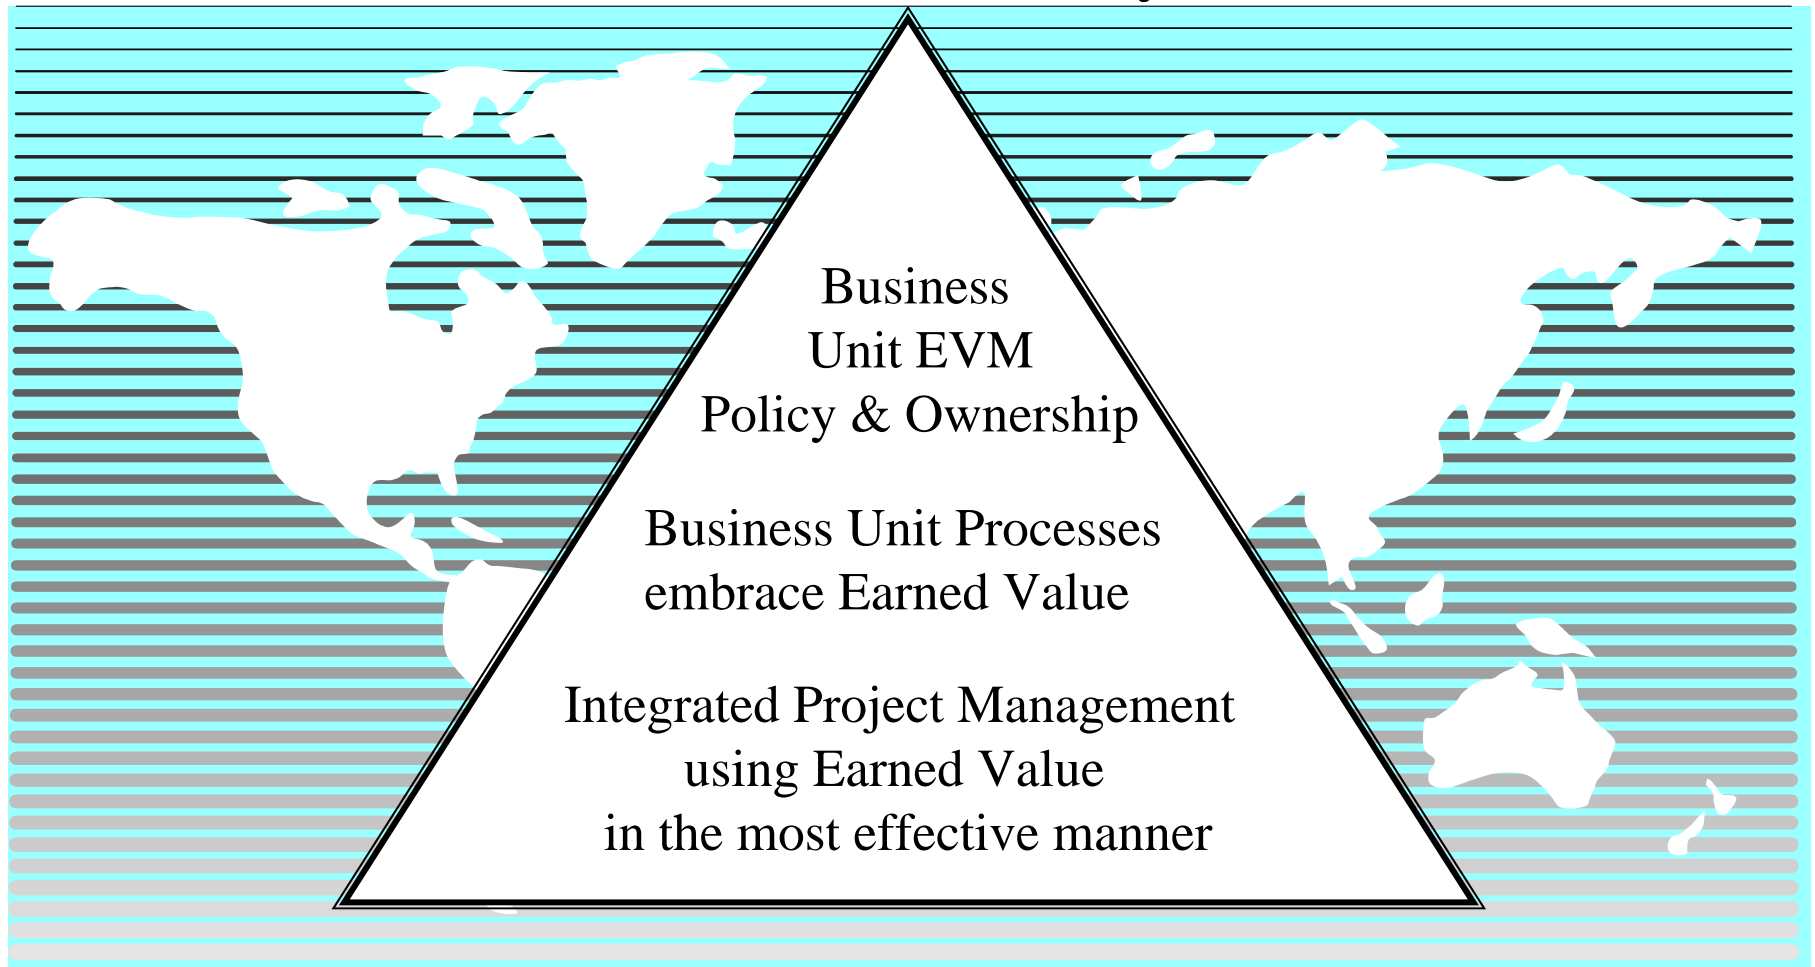 Business
Unit EVM
Policy & Ownership
Business Unit Processes
embrace Earned Value
Integrated Project Management
using Earned Value
in the most effective manner